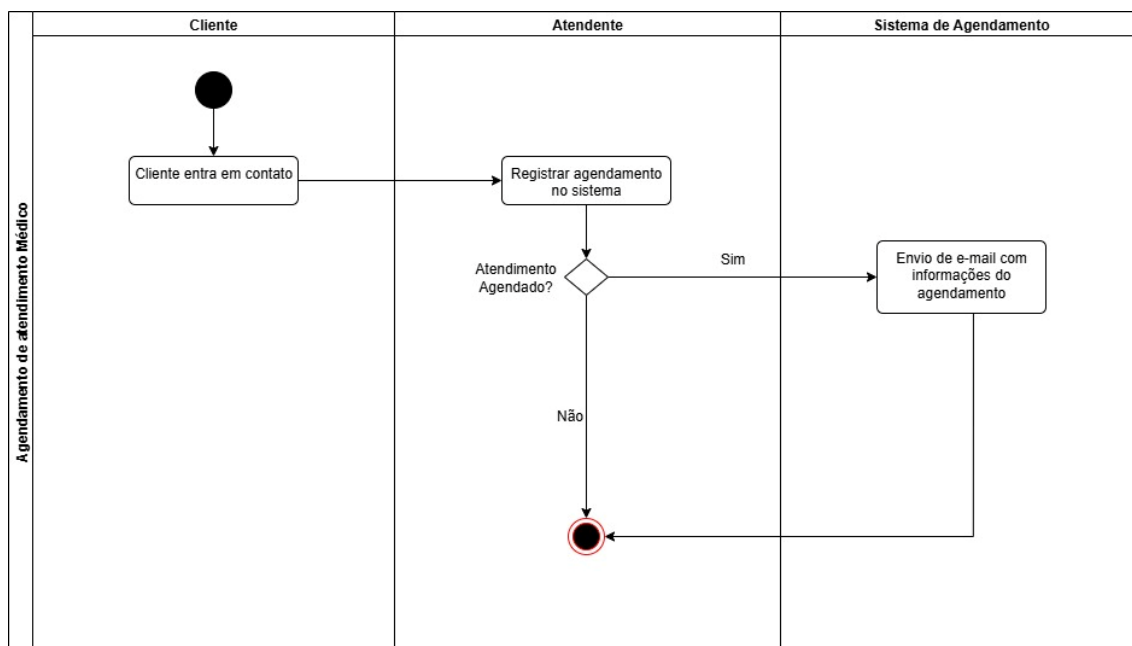 Cliente
Atendente
Sistema de Agendamento
Agendamento de atendimento Médico
Cliente entra em contato
Registrar agendamento
no sistema
Atendimento
Agendado?
Sim
Envio de e-mail com
informações do
agendamento
Não